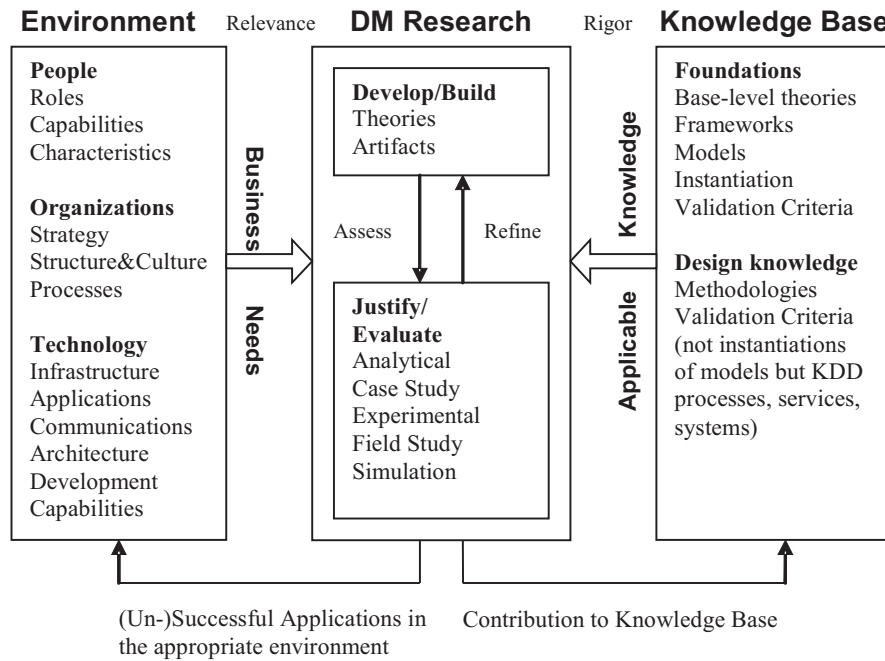 Environment
Relevance
DM Research
Rigor
Knowledge Base
People
Roles
Capabilities
Characteristics
Organizations
Strategy
Structure&Culture
Processes
Technology
Infrastructure
Applications
Communications
Architecture
Development
Capabilities
Business
Needs
Develop/Build
Theories
Artifacts
Assess
Refine
Justify/
Evaluate
Analytical
Case Study
Experimental
Field Study
Simulation
Knowledge
Applicable
Foundations
Base-level theories
Frameworks
Models
Instantiation
Validation Criteria
Design knowledge
Methodologies
Validation Criteria
(not instantiations
of models but KDD
processes, services,
systems)
(Un-)Successful Applications in
the appropriate environment
Contribution to Knowledge Base